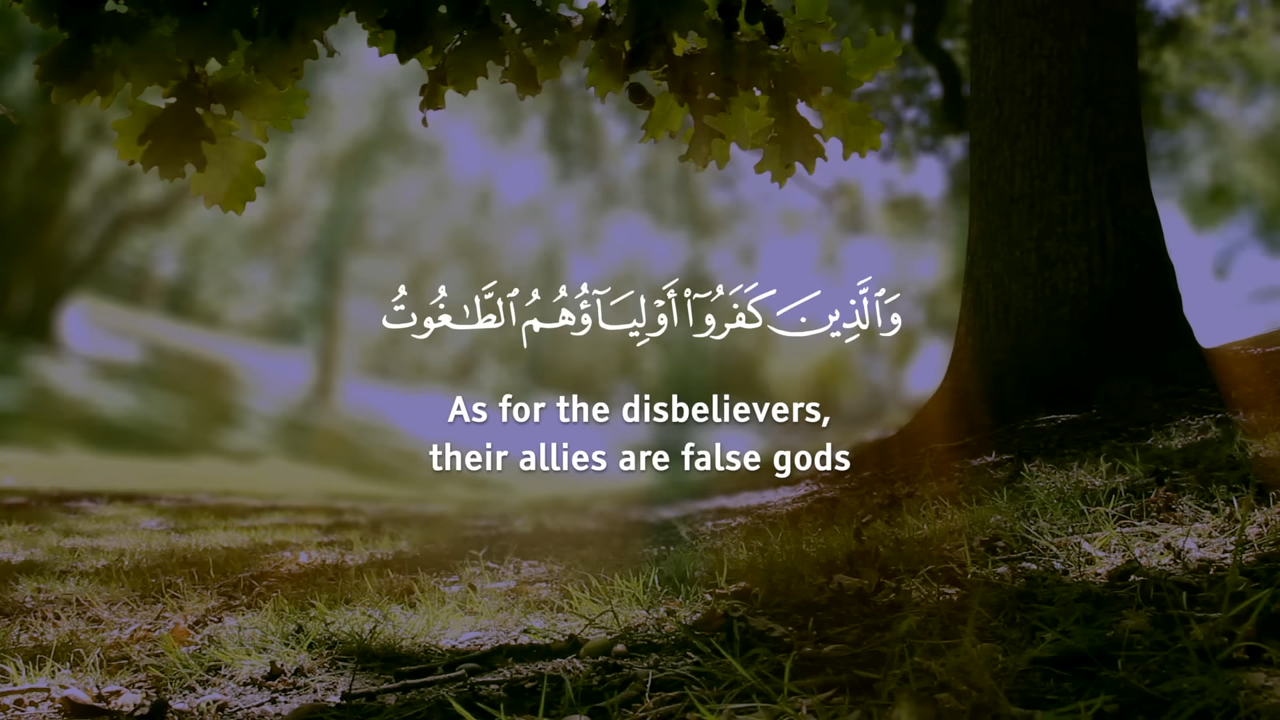 وَٱلَّذِينَ كَفَرُوٓا۟ أَوْلِيَآؤُهُمُ ٱلطَّـٰغُوتُ
As for the disbelievers,
their allies are false gods